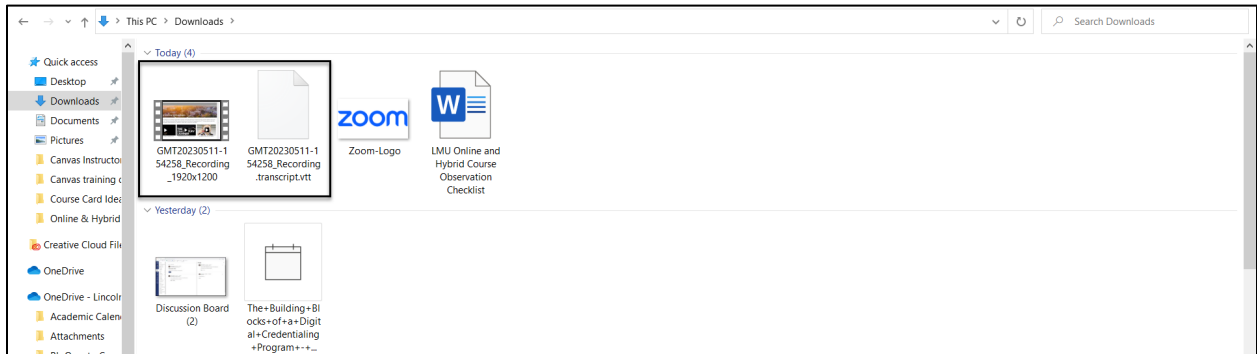 This PC > Downloads >
Search Downloads
Quick access
Desktop
Downloads
Documents
Pictures
Canvas Instructo
Canvas training c
Course Card Idea
Online & Hybrid
Creative Cloud File
OneDrive
OneDrive - Lincoln
Academic Calen
Attachments
Today (4)
GMT20230511-1
54258_Recording
_1920x1200
GMT20230511-1
54258_Recording
.transcript.vtt
zoom
Zoom-Logo
W
LMU Online and
Hybrid Course
Observation
Checklist
Yesterday (2)
Discussion Board
(2)
The+Building+Bl
ocks+of+a+Digit
al+Credentialing
+Program+-+...